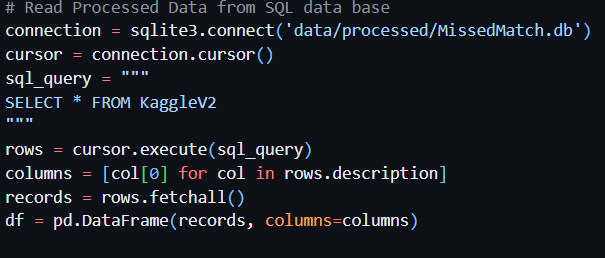 # Read Processed Data from SQL data base
connection = sqlite3.connect('data/processed/MissedMatch.db')
cursor = connection.cursor()
sql_query = """
SELECT * FROM KaggleV2
"""
rows = cursor.execute(sql_query)
columns = [col[0] for col in rows.description]
records = rows.fetchall()
df = pd.DataFrame(records, columns=columns)